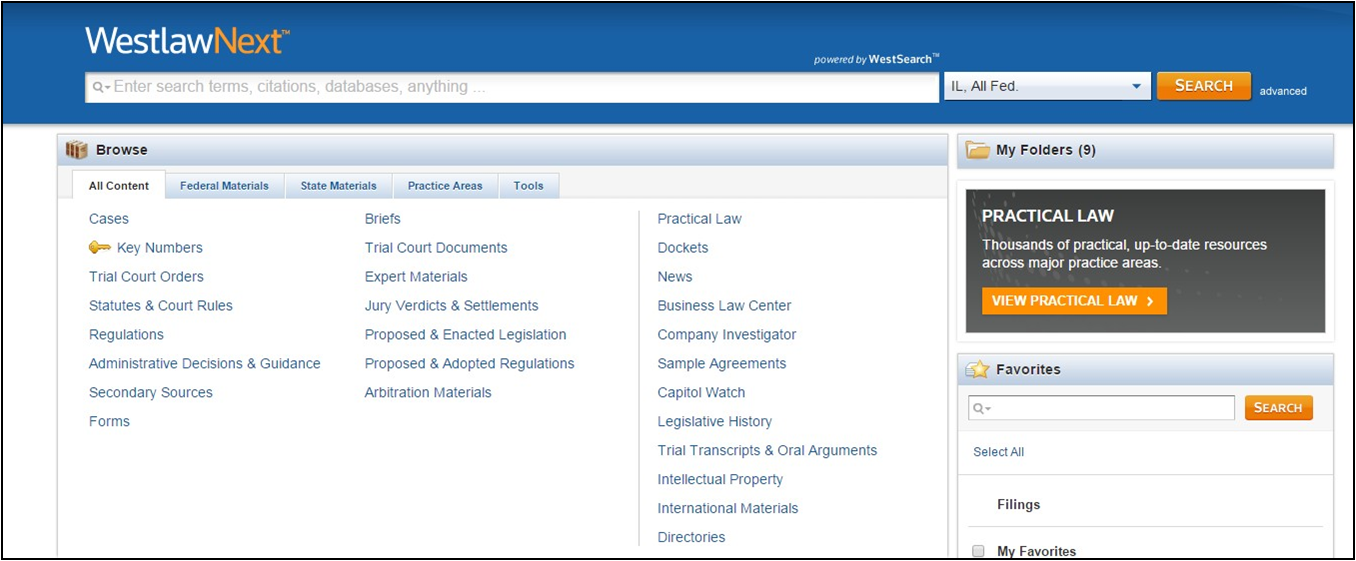 WestlawNext™
powered by WestSearch™
Enter search terms, citations, databases, anything ...
IL, All Fed.
SEARCH
advanced
Browse
All Content
Federal Materials
State Materials
Practice Areas
Tools
Cases
Key Numbers
Trial Court Orders
Statutes & Court Rules
Regulations
Administrative Decisions & Guidance
Secondary Sources
Forms
Briefs
Trial Court Documents
Expert Materials
Jury Verdicts & Settlements
Proposed & Enacted Legislation
Proposed & Adopted Regulations
Arbitration Materials
Practical Law
Dockets
News
Business Law Center
Company Investigator
Sample Agreements
Capitol Watch
Legislative History
Trial Transcripts & Oral Arguments
Intellectual Property
International Materials
Directories
My Folders (9)
PRACTICAL LAW
Thousands of practical, up-to-date resources
across major practice areas.
VIEW PRACTICAL LAW
Favorites
SEARCH
Select All
Filings
My Favorites